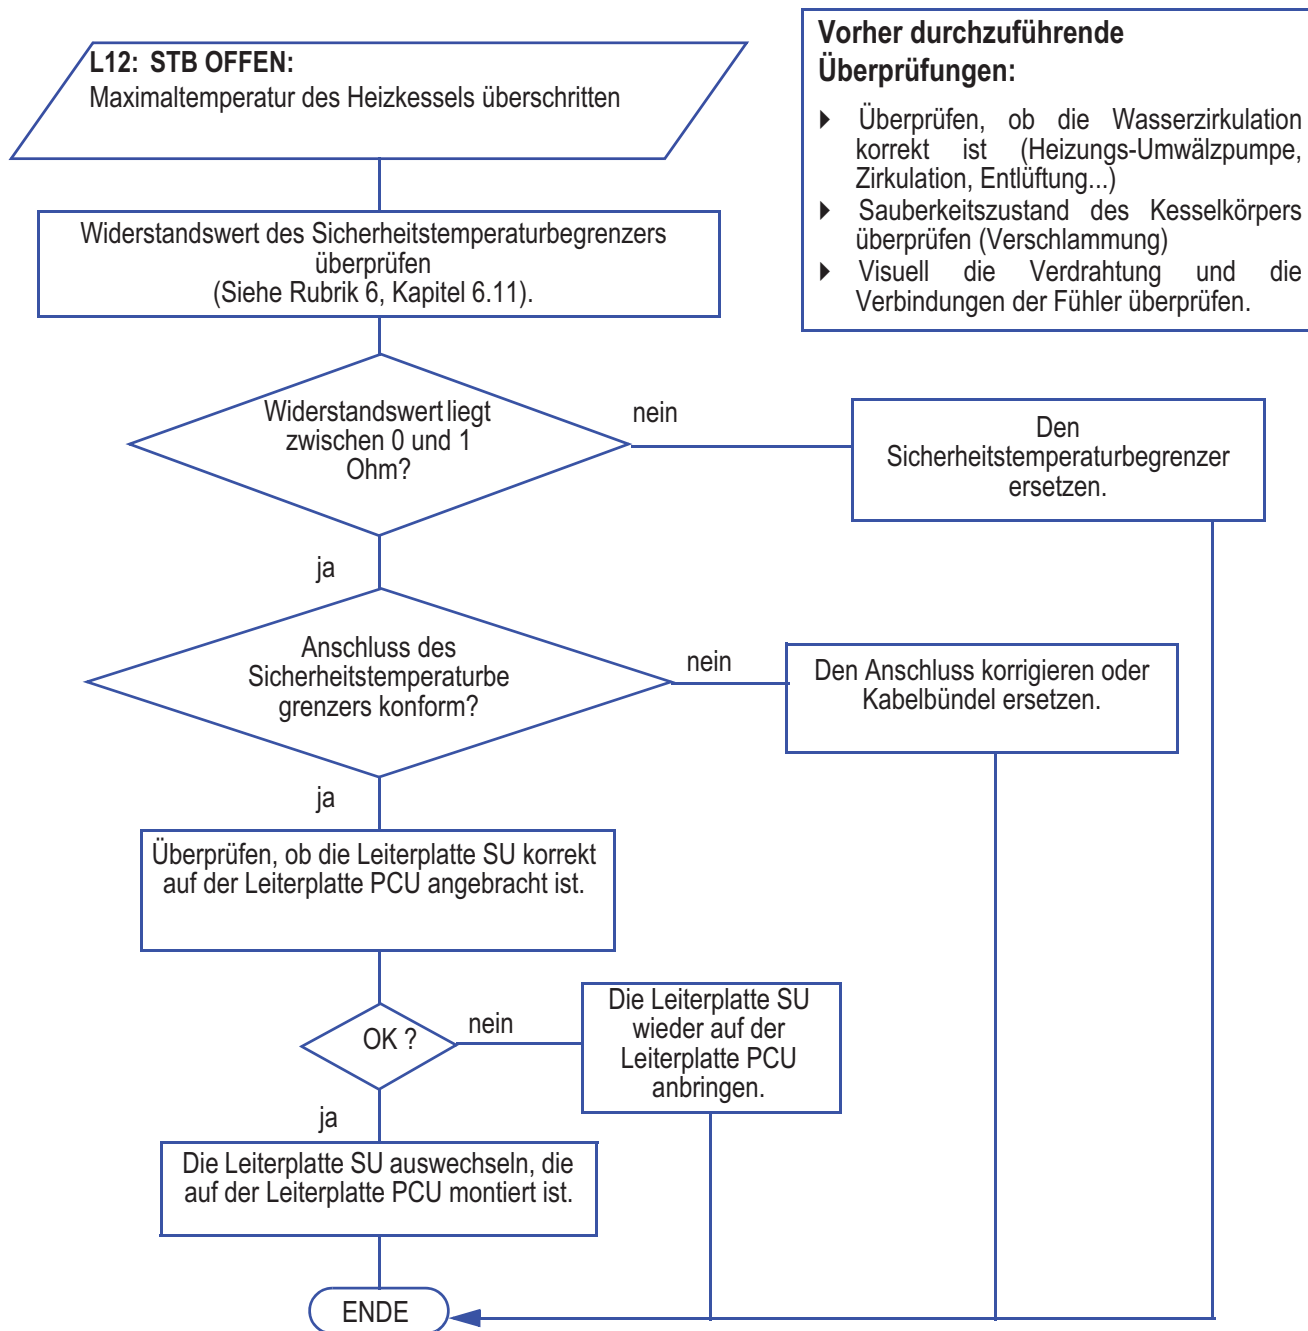 L12: STB OFFEN:
Maximaltemperatur des Heizkessels überschritten
Vorher durchzuführende
Überprüfungen:
Überprüfen, ob die Wasserzirkulation
korrekt ist (Heizungs-Umwälzpumpe,
Zirkulation, Entlüftung...)
Sauberkeitszustand des Kesselkörpers
überprüfen (Verschlammung)
Visuell die Verdrahtung und die
Verbindungen der Fühler überprüfen.
Widerstandswert des Sicherheitstemperaturbegrenzers
überprüfen
(Siehe Rubrik 6, Kapitel 6.11).
Widerstandswert liegt
zwischen 0 und 1
Ohm?
nein
Den
Sicherheitstemperaturbegrenzer
ersetzen.
ja
Anschluss des
Sicherheitstemperaturbe
grenzers konform?
nein
Den Anschluss korrigieren oder
Kabelbündel ersetzen.
ja
Überprüfen, ob die Leiterplatte SU korrekt
auf der Leiterplatte PCU angebracht ist.
OK ?
nein
Die Leiterplatte SU
wieder auf der
Leiterplatte PCU
anbringen.
ja
Die Leiterplatte SU auswechseln, die
auf der Leiterplatte PCU montiert ist.
ENDE